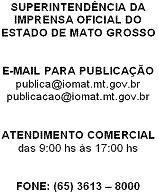 SUPERINTENDÊNCIA DA
IMPRENSA OFICIAL DO
ESTADO DE MATO GROSSO
E-MAIL PARA PUBLICAÇÃO
publica@iomat.mt.gov.br
publicacao@iomat.mt.gov.br
ATENDIMENTO COMERCIAL
das 9:00 hs às 17:00 hs
FONE: (65) 3613 – 8000